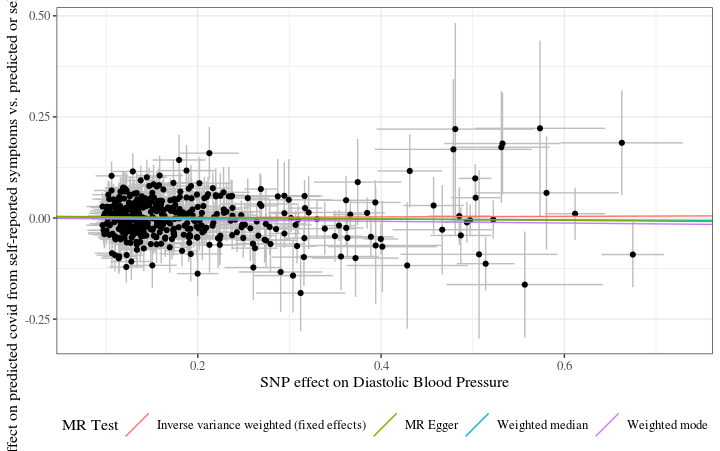 effect on predicted covid from self-reported symptoms vs. predicted or se
0.50
0.25
0.00
-0.25
0.2 0.4 0.6
SNP effect on Diastolic Blood Pressure
MR Test Inverse variance weighted (fixed effects) MR Egger Weighted median Weighted mode